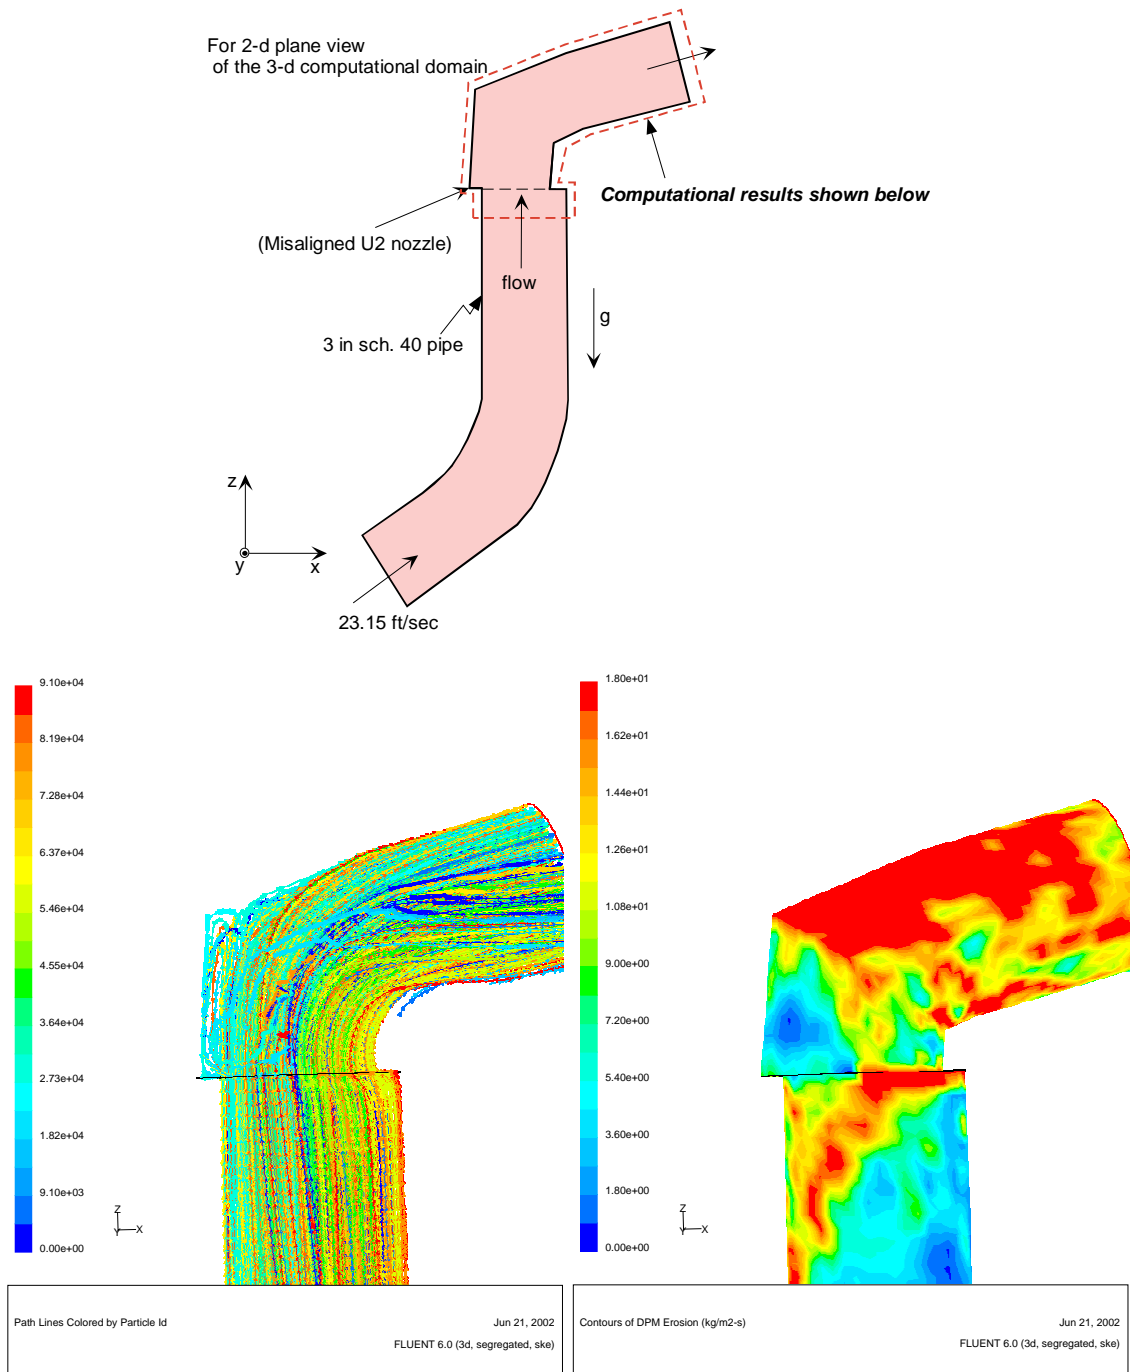 For 2-d plane view
of the 3-d computational domain
Computational results shown below
(Misaligned U2 nozzle)
flow
g
3 in sch. 40 pipe
z
y
x
23.15 ft/sec
9.10e+04
8.19e+04
7.28e+04
6.37e+04
5.46e+04
4.55e+04
3.64e+04
2.73e+04
1.82e+04
9.10e+03
0.00e+00
Z
Y
X
Path Lines Colored by Particle Id
Jun 21, 2002
FLUENT 6.0 (3d, segregated, ske)
1.80e+01
1.62e+01
1.44e+01
1.26e+01
1.08e+01
9.00e+00
7.20e+00
5.40e+00
3.60e+00
1.80e+00
0.00e+00
Z
Y
X
Contours of DPM Erosion (kg/m2-s)
Jun 21, 2002
FLUENT 6.0 (3d, segregated, ske)